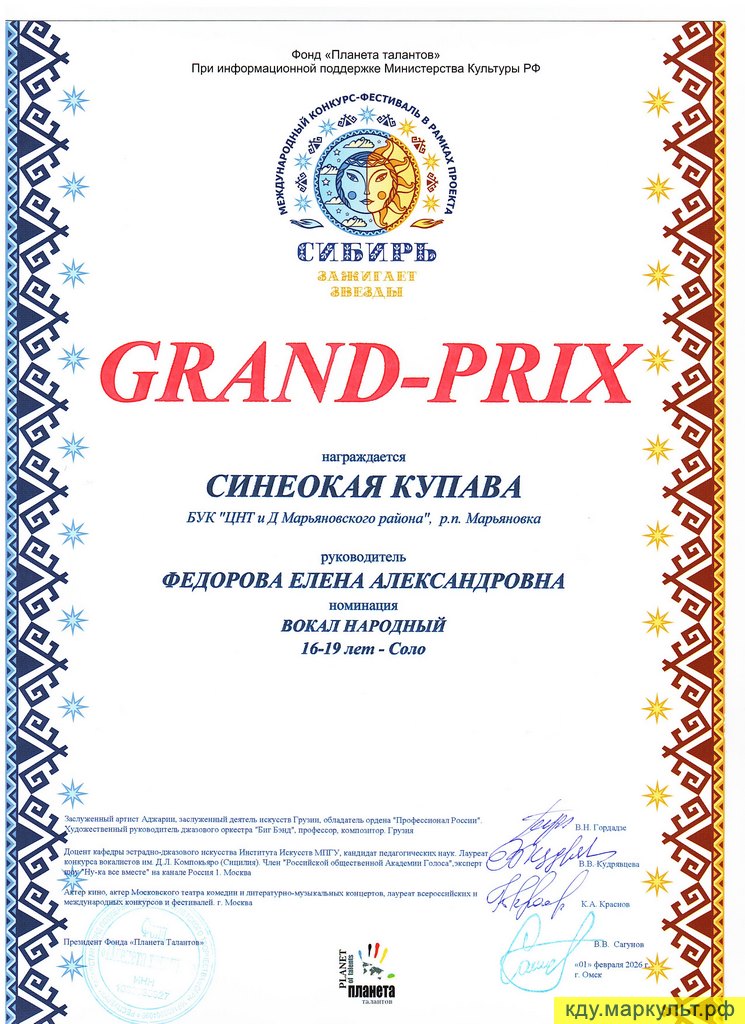 Фонд «Планета талантов»
При информационной поддержке Министерства Культуры РФ
МЕЖДУНАРОДНЫЙ КОНКУРС-ФЕСТИВАЛЬ В РАМКАХ ПРОЕКТА
СИБИРЬ
ЗАЖИГАЕТ
ЗВЕЗДЫ
GRAND-PRIX
награждается
СИНЕОКАЯ КУПАВА
БУК "ЦНТ и Д Марьяновского района", р.п. Марьяновка
руководитель
ФЕДОРОВА ЕЛЕНА АЛЕКСАНДРОВНА
номинация
ВОКАЛ НАРОДНЫЙ
16-19 лет - Соло
Заслуженный артист Аджарии, заслуженный деятель искусств Грузии, обладатель ордена "Профессионал России".
Художественный руководитель джазового оркестра "Биг Бэнд", профессор, композитор. Грузия
В.Н. Гордадзе
Доцент кафедры эстрадно-джазового искусства Института Искусств МПГУ, кандидат педагогических наук. Лауреат
конкурса вокалистов им. Д.Л. Компокьяро (Сицилия). Член "Российской общественной Академии Голоса",эксперт
шоу "Ну-ка все вместе" на канале Россия 1. Москва
В.В. Кудрявцева
Актер кино, актер Московского театра комедии и литературно-музыкальных концертов, лауреат всероссийских и
международных конкурсов и фестивалей. г. Москва
К.А. Краснов
Президент Фонда «Планета Талантов»
В.В. Сагунов
«01» февраля 2026 г.
г. Омск
PLANET
of talents
планета
талантов
кду.маркульт.рф